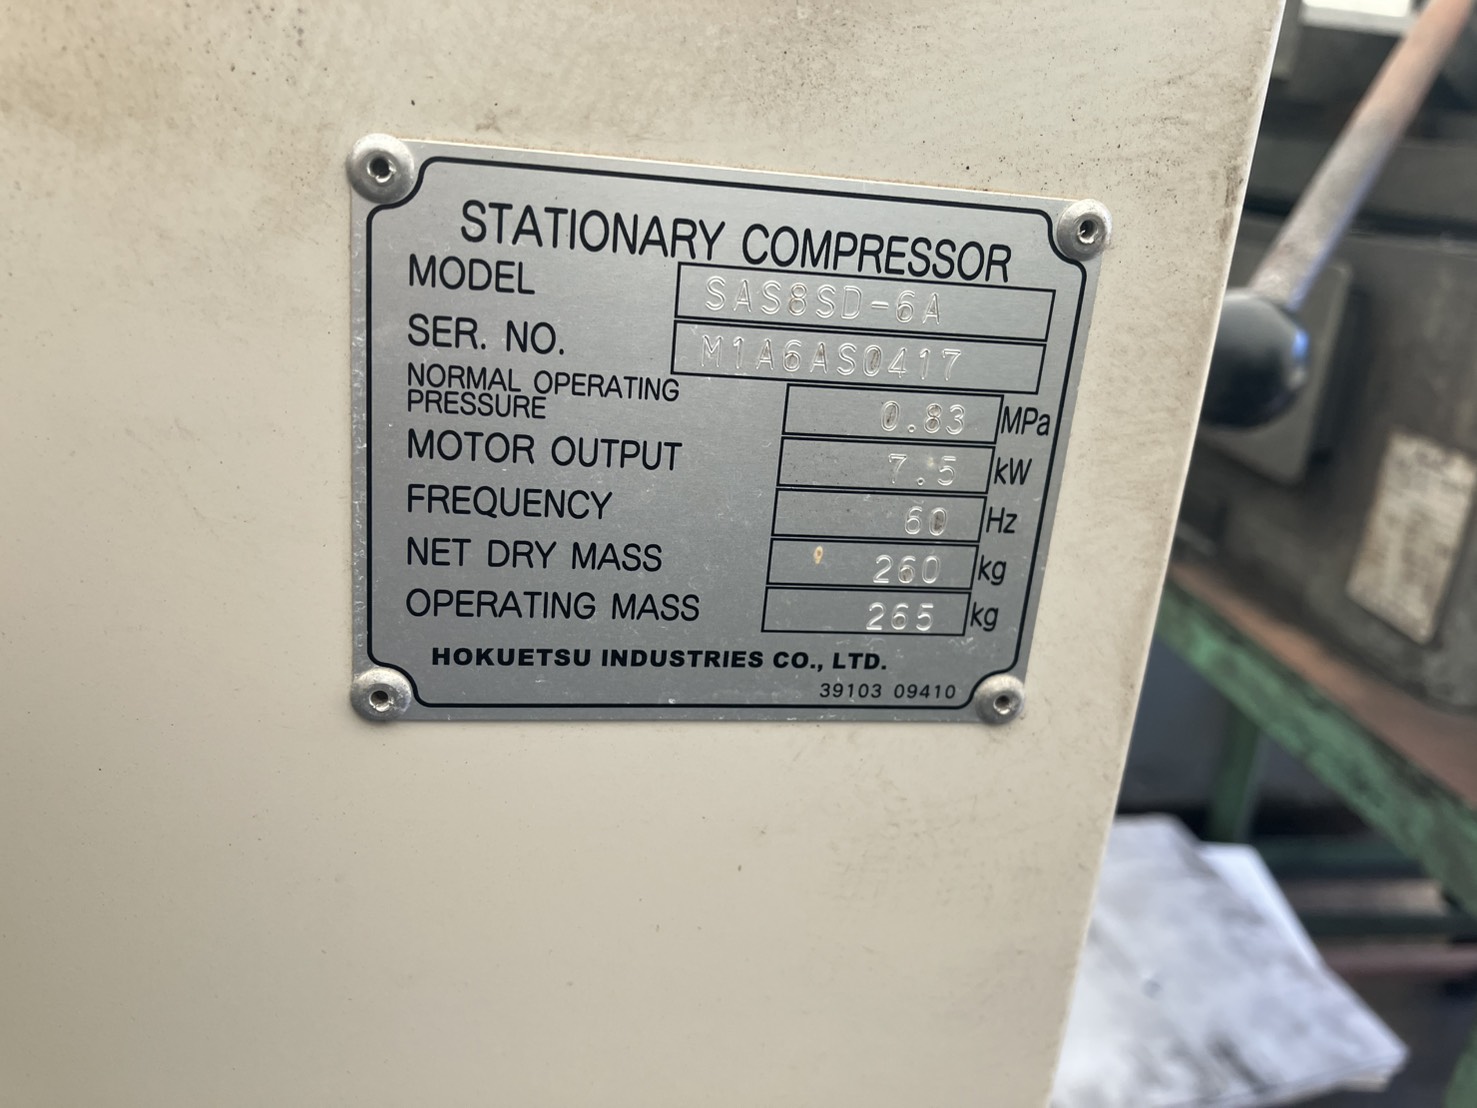 STATIONARY COMPRESSOR
MODEL SAS8SD-6A
SER. NO. M1A6AS0417
NORMAL OPERATING
PRESSURE 0.83 MPa
MOTOR OUTPUT 7.5 kW
FREQUENCY 60 Hz
NET DRY MASS 260 kg
OPERATING MASS 265 kg
HOKUETSU INDUSTRIES CO., LTD.
39103 09410